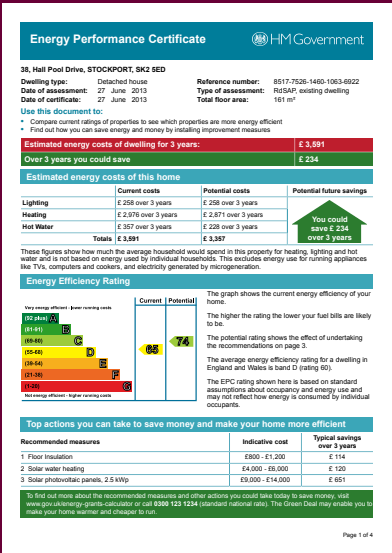 Energy Performance Certificate
HM Government
38, Hall Pool Drive, STOCKPORT, SK2 5ED
Dwelling type: Detached house
Reference number: 8517-7526-1460-1063-6922
Date of assessment: 27 June 2013
Type of assessment: RdSAP, existing dwelling
Date of certificate: 27 June 2013
Total floor area: 161 m²
Use this document to:
• Compare current ratings of properties to see which properties are more energy efficient
• Find out how you can save energy and money by installing improvement measures
Estimated energy costs of dwelling for 3 years: £ 3,591
Over 3 years you could save £ 234
Estimated energy costs of this home
Current costs Potential costs Potential future savings
Lighting £ 258 over 3 years £ 258 over 3 years
Heating £ 2,976 over 3 years £ 2,871 over 3 years
Hot Water £ 357 over 3 years £ 228 over 3 years
Totals £ 3,591 £ 3,357
You could
save £ 234
over 3 years
These figures show how much the average household would spend in this property for heating, lighting and hot
water and is not based on energy used by individual households. This excludes energy use for running appliances
like TVs, computers and cookers, and electricity generated by microgeneration.
Energy Efficiency Rating
Current Potential
Very energy efficient - lower running costs
(92 plus) A
(81-91) B
(69-80) C
(55-68) D
(39-54) E
(21-38) F
(1-20) G
Not energy efficient - higher running costs
65
74
The graph shows the current energy efficiency of your
home.
The higher the rating the lower your fuel bills are likely
to be.
The potential rating shows the effect of undertaking
the recommendations on page 3.
The average energy efficiency rating for a dwelling in
England and Wales is band D (rating 60).
The EPC rating shown here is based on standard
assumptions about occupancy and energy use and
may not reflect how energy is consumed by individual
occupants.
Top actions you can take to save money and make your home more efficient
Recommended measures Indicative cost Typical savings
over 3 years
1 Floor Insulation £800 - £1,200 £ 114
2 Solar water heating £4,000 - £6,000 £ 120
3 Solar photovoltaic panels, 2.5 kWp £9,000 - £14,000 £ 651
To find out more about the recommended measures and other actions you could take today to save money, visit
www.gov.uk/energy-grants-calculator or call 0300 123 1234 (standard national rate). The Green Deal may enable you to
make your home warmer and cheaper to run.
Page 1 of 4